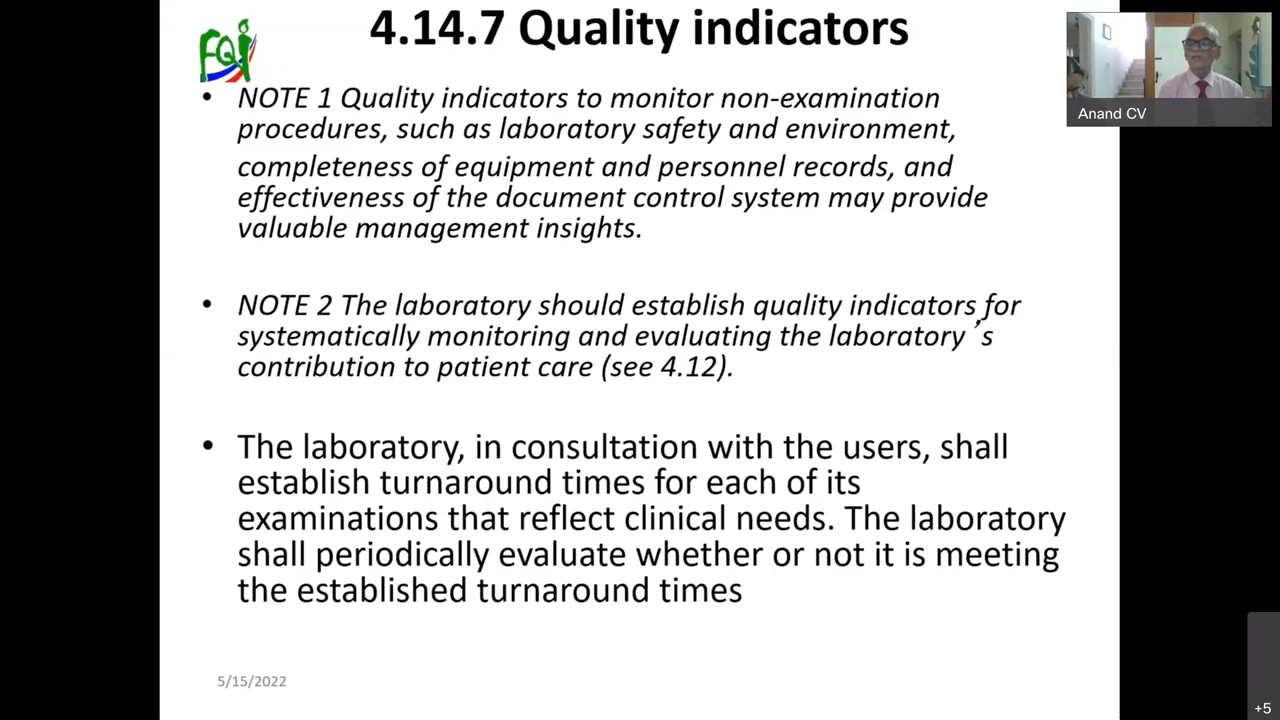 4.14.7 Quality indicators
FQI
• NOTE 1 Quality indicators to monitor non-examination
procedures, such as laboratory safety and environment,
completeness of equipment and personnel records, and
effectiveness of the document control system may provide
valuable management insights.
• NOTE 2 The laboratory should establish quality indicators for
systematically monitoring and evaluating the laboratory ´s
contribution to patient care (see 4.12).
• The laboratory, in consultation with the users, shall
establish turnaround times for each of its
examinations that reflect clinical needs. The laboratory
shall periodically evaluate whether or not it is meeting
the established turnaround times
5/15/2022
Anand CV
+5